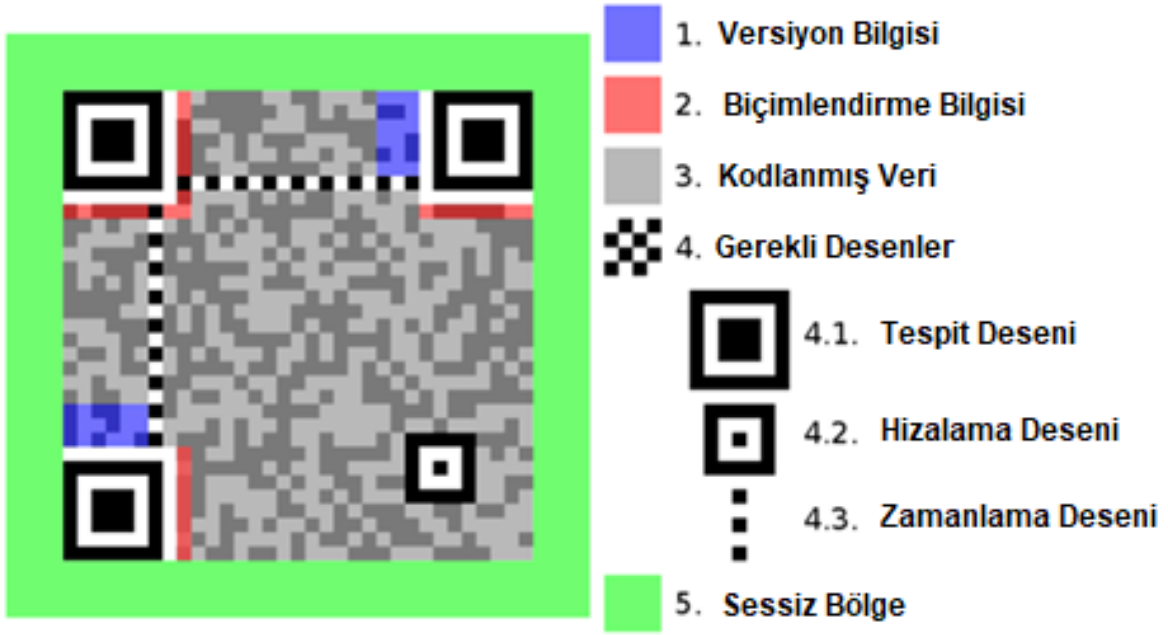 1. Versiyon Bilgisi
2. Biçimlendirme Bilgisi
3. Kodlanmış Veri
4. Gerekli Desenler
4.1. Tespit Deseni
4.2. Hizalama Deseni
4.3. Zamanlama Deseni
5. Sessiz Bölge